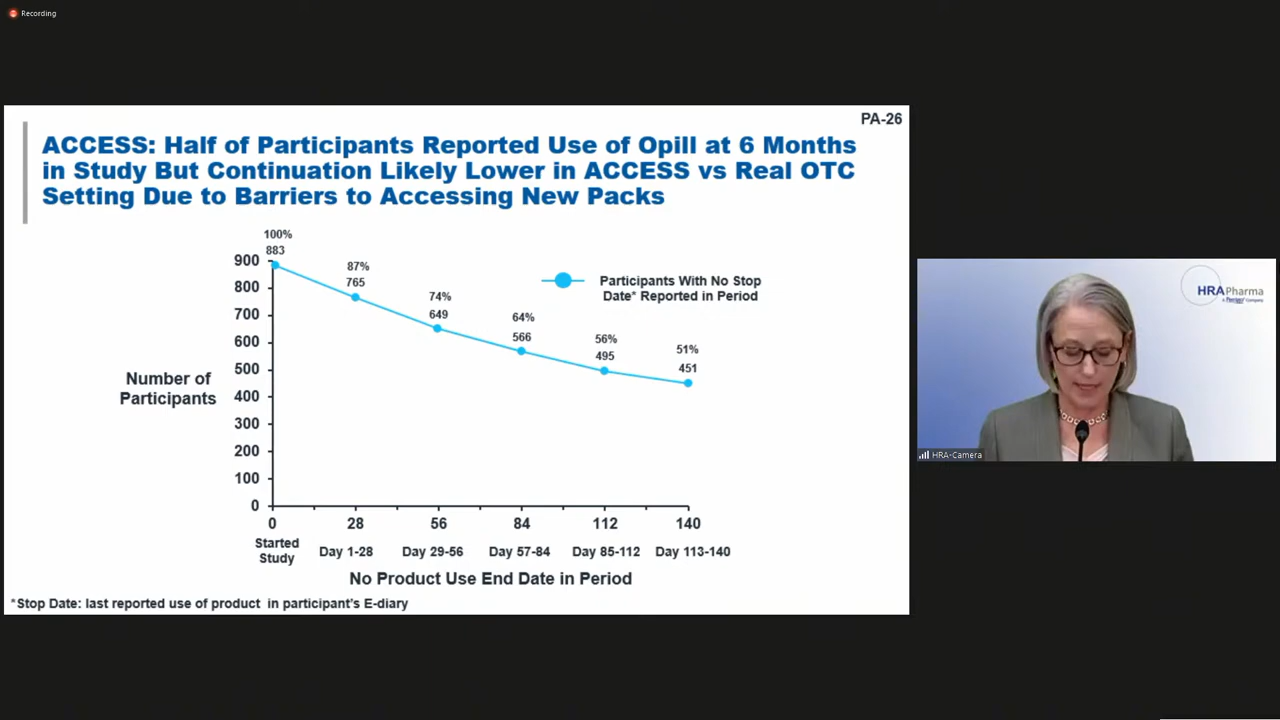 Recording
PA-26
ACCESS: Half of Participants Reported Use of Opill at 6 Months
in Study But Continuation Likely Lower in ACCESS vs Real OTC
Setting Due to Barriers to Accessing New Packs
100%
883
87%
765
74%
649
64%
566
56%
495
51%
451
Participants With No Stop
Date* Reported in Period
Number of
Participants
900
800
700
600
500
400
300
200
100
0
0 28 56 84 112 140
Started
Study
Day 1-28 Day 29-56 Day 57-84 Day 85-112 Day 113-140
No Product Use End Date in Period
*Stop Date: last reported use of product in participant's E-diary
HRA Pharma
A Perrigo Company
HRA-Camera